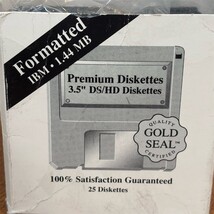 Formatted
IBM • 1.44 MB
Premium Diskettes
3.5" DS/HD Diskettes
QUALITY
GOLD
SEAL™
CERTIFIED
100% Satisfaction Guaranteed
25 Diskettes